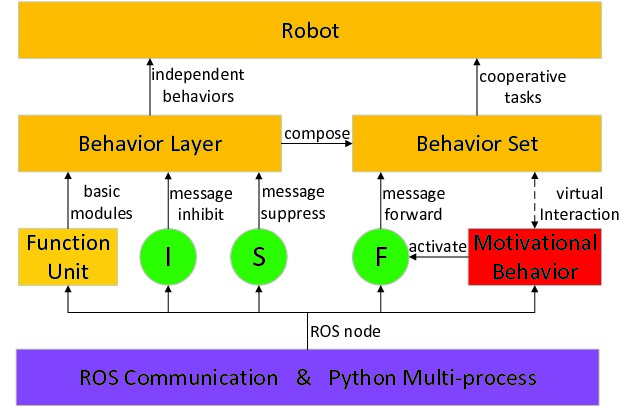 Robot
independent
behaviors
cooperative
tasks
Behavior Layer
compose
Behavior Set
basic
modules
message
inhibit
message
suppress
message
forward
virtual
Interaction
Function
Unit
I
S
F
activate
Motivational
Behavior
ROS node
ROS Communication & Python Multi-process